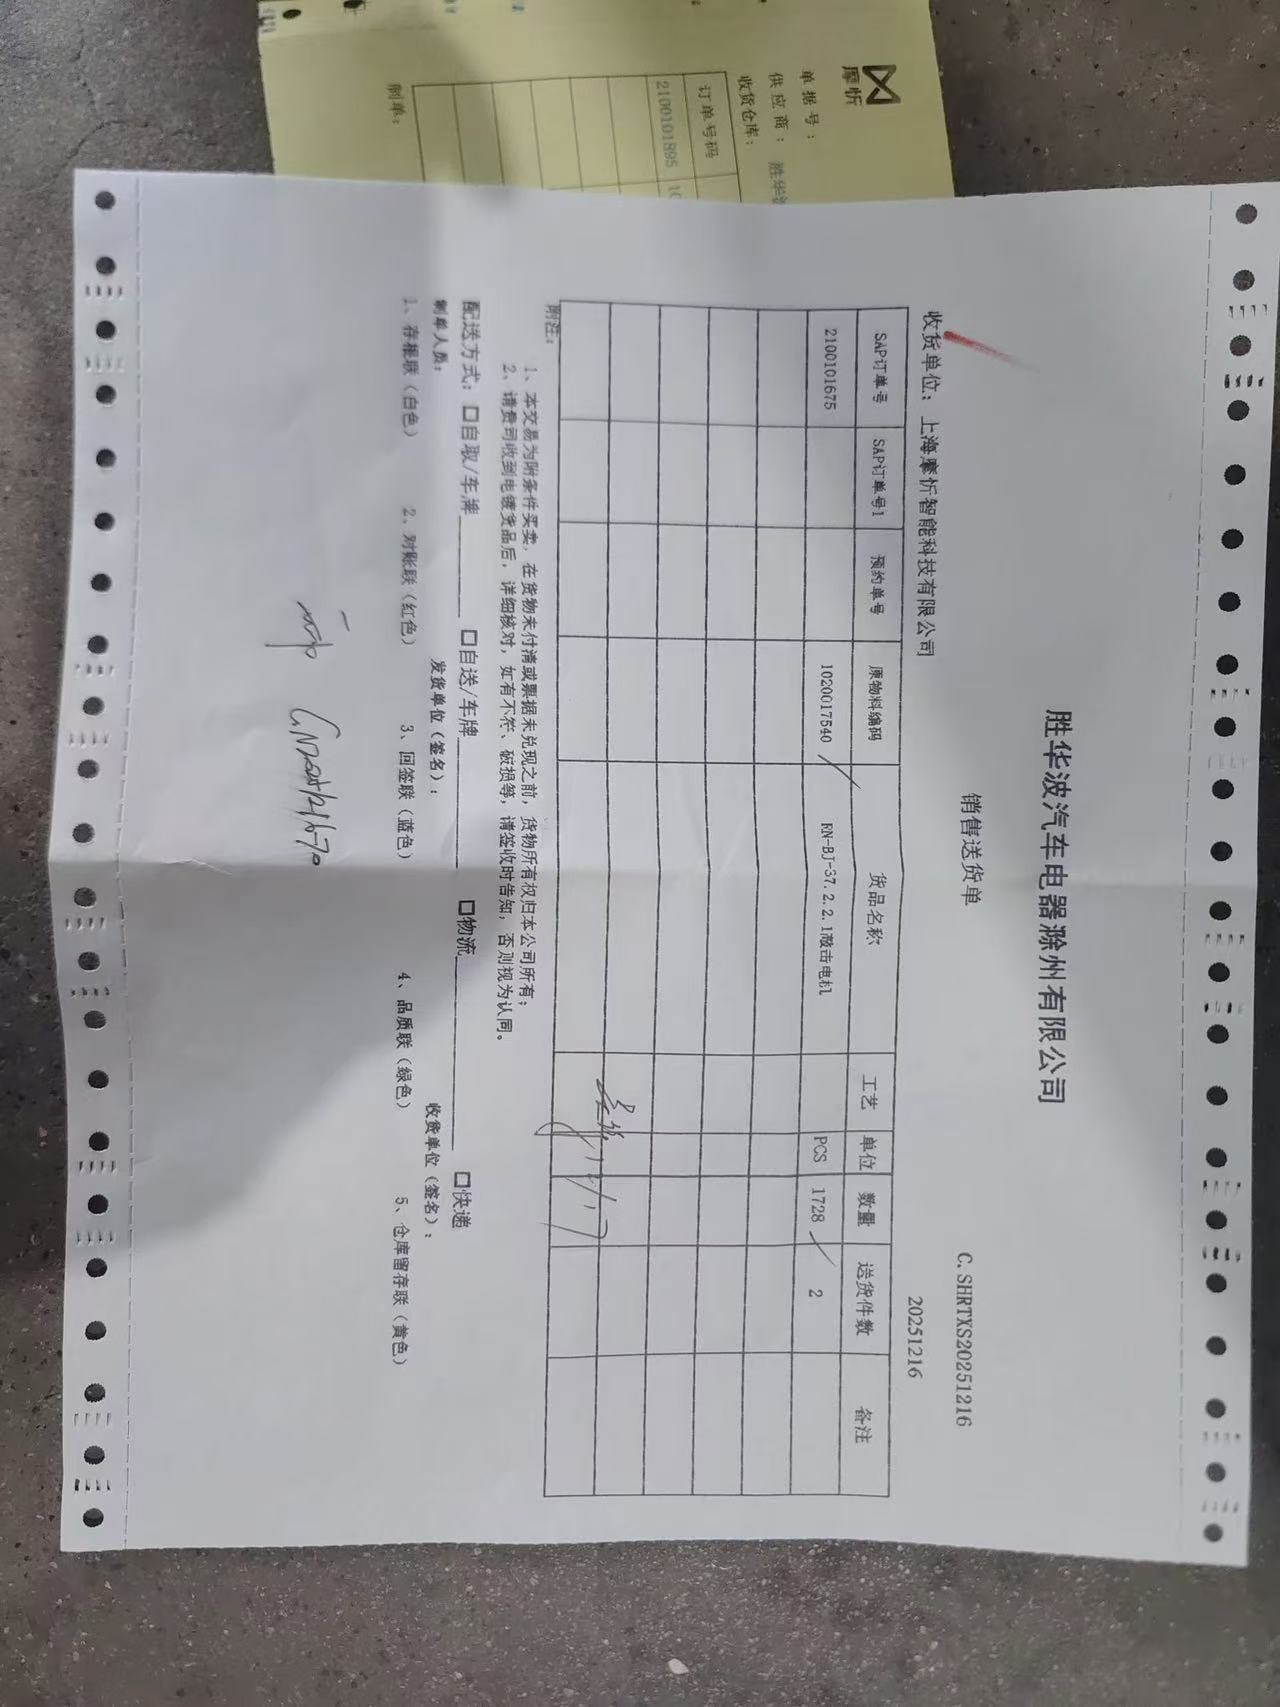 摩忻
单据号：
供应商： 胜华波
收货仓库：
订单号码
2100101895 10
制单：
胜华波汽车电器滁州有限公司
销售送货单
C.SHRTXS20251216
收货单位：上海摩忻智能科技有限公司
20251216
SAP订单号 SAP订单号1 预约单号 原物料编码 货品名称 工艺 单位 数量 送货件数 备注
2100101675 1020017540 RN-BJ-37.2.2.1敲击电机 PCS 1728 2
12/17
附注：
1、本交易为附条件买卖，在货物未付清或票据未兑现之前，货物所有权归本公司所有；
2、请贵司收到电镀货品后，详细核对，如有不符、破损等，请签收时告知，否则视为认同。
配送方式：□自取/车牌 □自送/车牌 □物流 □快递
制单人员： 发货单位（签名）： 收货单位（签名）：
1、存根联（白色） 2、对账联（红色） 3、回签联（蓝色） 4、品质联（绿色） 5、仓库留存联（黄色）